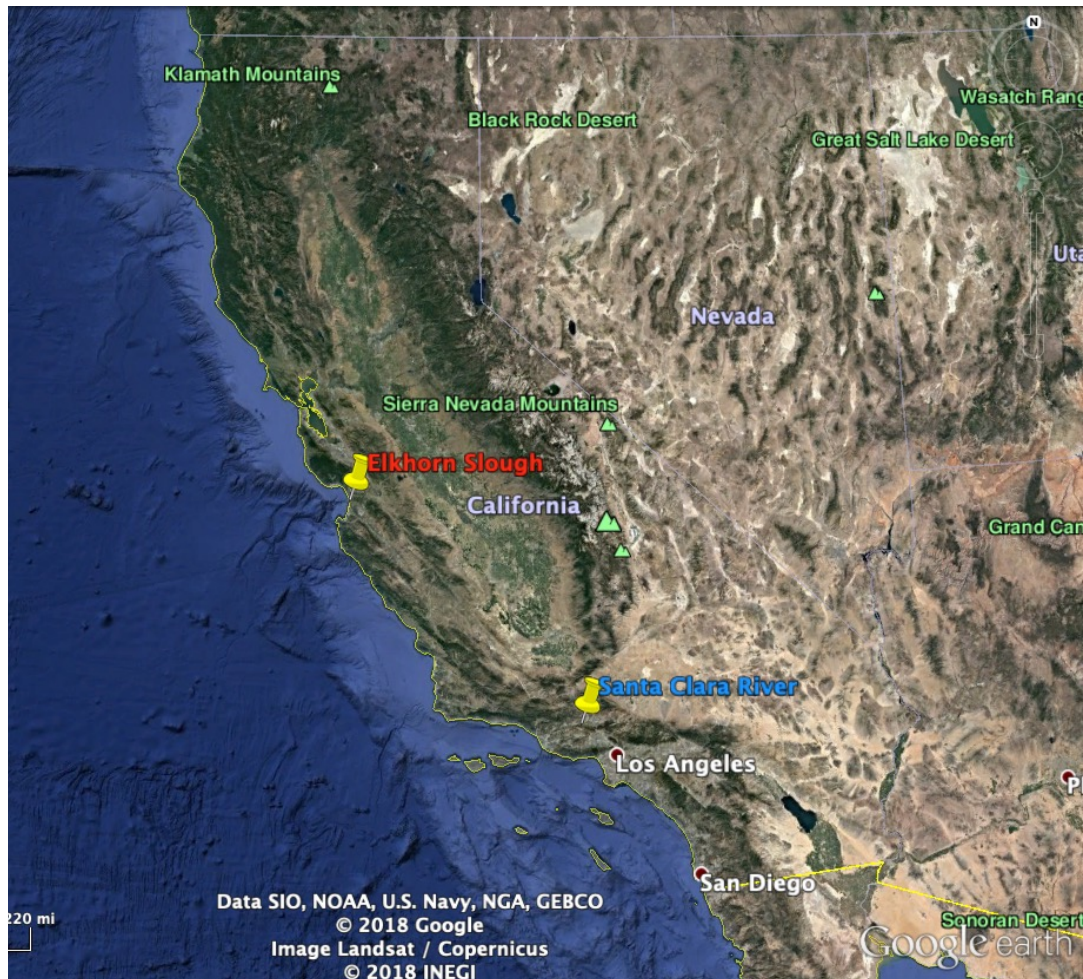 N
Klamath Mountains
Wasatch Rang
Black Rock Desert
Great Salt Lake Desert
Uta
Nevada
Sierra Nevada Mountains
Elkhorn Slough
California
Grand Can
Santa Clara River
Los Angeles
P
San Diego
Data SIO, NOAA, U.S. Navy, NGA, GEBCO
© 2018 Google
Image Landsat / Copernicus
© 2018 INEGI
220 mi
Sonoran Desert
Google earth